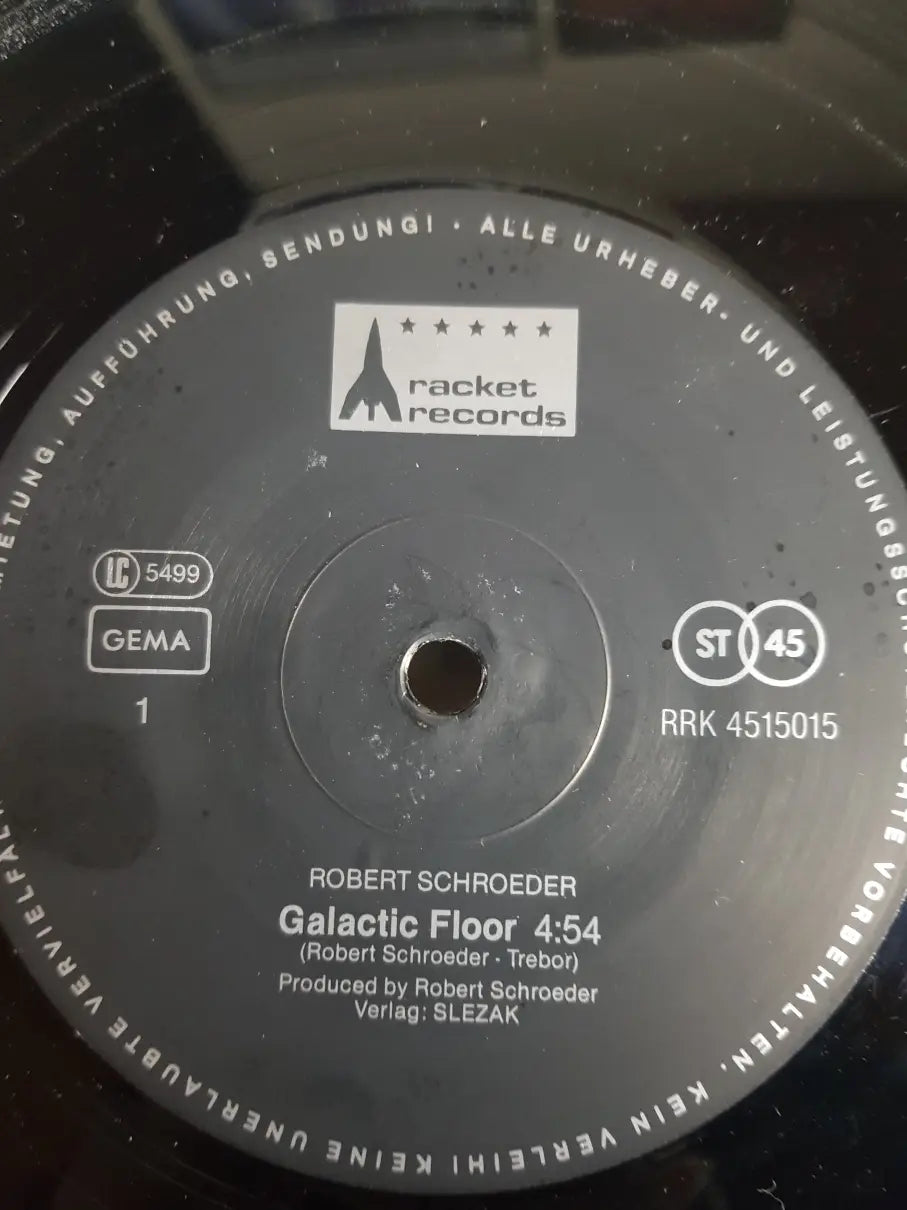 ALLE URHEBER- UND LEISTUNGSSCHUTZRECHTE VORBEHALTEN. KEIN VERLEIH! KEINE UNERLAUBTE VERVIELFÄL MIETUNG, AUFFÜHRUNG, SENDUNG! ·
racket
records
LC 5499
GEMA
1
ST 45
RRK 4515015
ROBERT SCHROEDER
Galactic Floor 4:54
(Robert Schroeder · Trebor)
Produced by Robert Schroeder
Verlag: SLEZAK